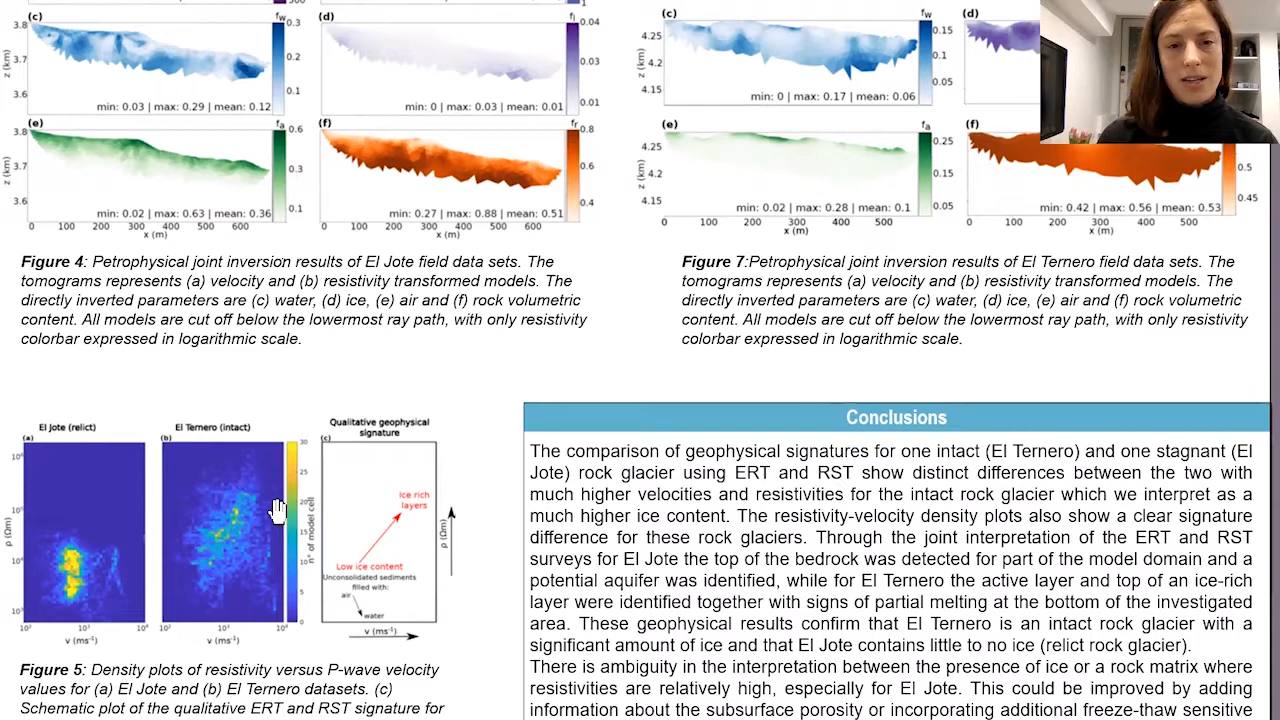 300
1
(c)
fw
0.3
0.1
3.8
3.7
3.6
z (km)
min: 0.03 | max: 0.29 | mean: 0.12
(d)
fi
0.04
0.03
0.01
min: 0 | max: 0.03 | mean: 0.01
(e)
fa
0.6
0.3
0.1
3.8
3.7
3.6
z (km)
min: 0.02 | max: 0.63 | mean: 0.36
0 100 200 300 400 500 600
x (m)
(f)
fr
0.8
0.6
0.4
min: 0.27 | max: 0.88 | mean: 0.51
0 100 200 300 400 500 600
x (m)
(c)
fw
0.15
0.05
4.25
4.2
4.15
z (km)
min: 0 | max: 0.17 | mean: 0.06
(d)
(e)
fa
0.25
0.15
0.05
4.25
4.2
4.15
z (km)
min: 0.02 | max: 0.28 | mean: 0.1
0 100 200 300 400 500
x (m)
(f)
0.5
0.45
min: 0.42 | max: 0.56 | mean: 0.53
0 100 200 300 400 500
x (m)
Figure 4: Petrophysical joint inversion results of El Jote field data sets. The
tomograms represents (a) velocity and (b) resistivity transformed models. The
directly inverted parameters are (c) water, (d) ice, (e) air and (f) rock volumetric
content. All models are cut off below the lowermost ray path, with only resistivity
colorbar expressed in logarithmic scale.
Figure 7:Petrophysical joint inversion results of El Ternero field data sets. The
tomograms represents (a) velocity and (b) resistivity transformed models. The
directly inverted parameters are (c) water, (d) ice, (e) air and (f) rock volumetric
content. All models are cut off below the lowermost ray path, with only resistivity
colorbar expressed in logarithmic scale.
El Jote (relict)
(a)
10⁶
10⁵
10⁴
10³
ρ (Ωm)
10² 10³ 10⁴
v (ms⁻¹)
El Ternero (intact)
(b)
10² 10³ 10⁴
v (ms⁻¹)
30
25
20
15
10
5
0
n° of model cell
Qualitative geophysical
signature
(c)
Ice rich
layers
Low ice content
Unconsolidated sediments
filled with:
air
water
ρ (Ωm)
v (ms⁻¹)
Figure 5: Density plots of resistivity versus P-wave velocity
values for (a) El Jote and (b) El Ternero datasets. (c)
Schematic plot of the qualitative ERT and RST signature for
Conclusions
The comparison of geophysical signatures for one intact (El Ternero) and one stagnant (El
Jote) rock glacier using ERT and RST show distinct differences between the two with
much higher velocities and resistivities for the intact rock glacier which we interpret as a
much higher ice content. The resistivity-velocity density plots also show a clear signature
difference for these rock glaciers. Through the joint interpretation of the ERT and RST
surveys for El Jote the top of the bedrock was detected for part of the model domain and a
potential aquifer was identified, while for El Ternero the active layer and top of an ice-rich
layer were identified together with signs of partial melting at the bottom of the investigated
area. These geophysical results confirm that El Ternero is an intact rock glacier with a
significant amount of ice and that El Jote contains little to no ice (relict rock glacier).
There is ambiguity in the interpretation between the presence of ice or a rock matrix where
resistivities are relatively high, especially for El Jote. This could be improved by adding
information about the subsurface porosity or incorporating additional freeze-thaw sensitive